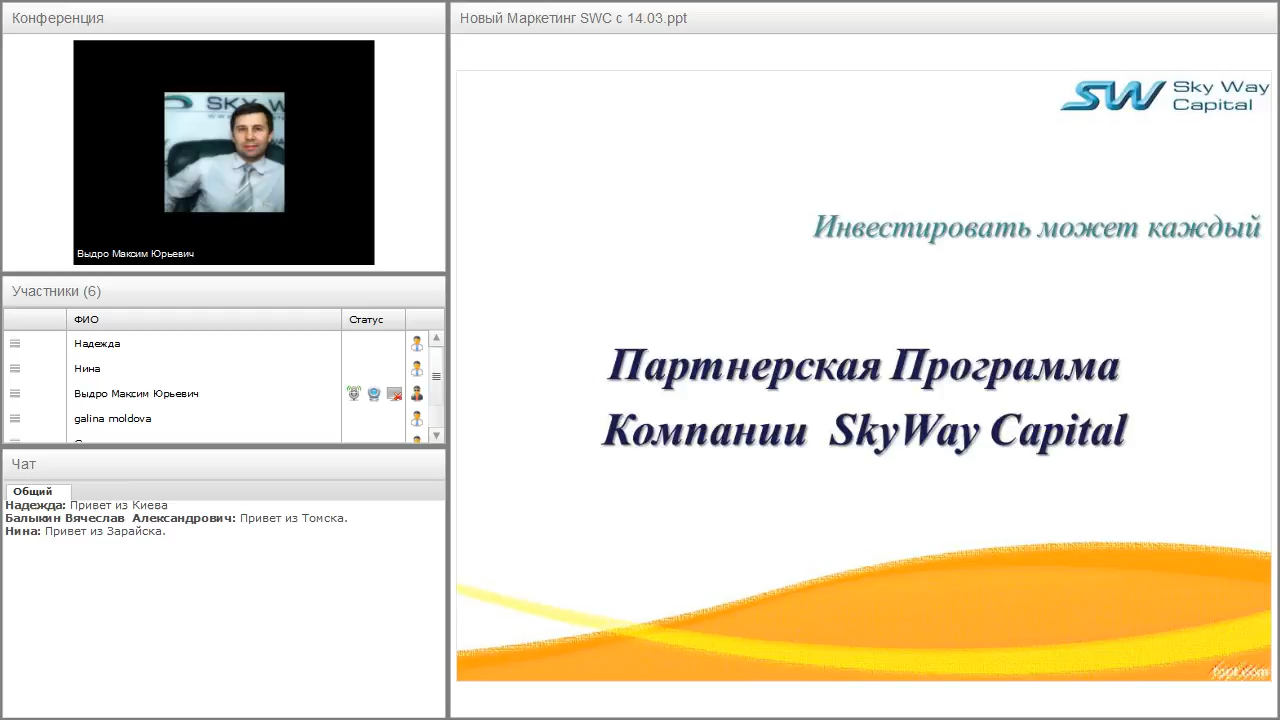 Конференция
SKY W
Выдро Максим Юрьевич
Участники (6)
ФИО
Статус
Надежда
Нина
Выдро Максим Юрьевич
galina moldova
Чат
Общий
Надежда: Привет из Киева
Балыкин Вячеслав Александрович: Привет из Томска.
Нина: Привет из Зарайска.
Новый Маркетинг SWC с 14.03.ppt
SW Sky Way
Capital
Инвестировать может каждый
Партнерская Программа
Компании SkyWay Capital